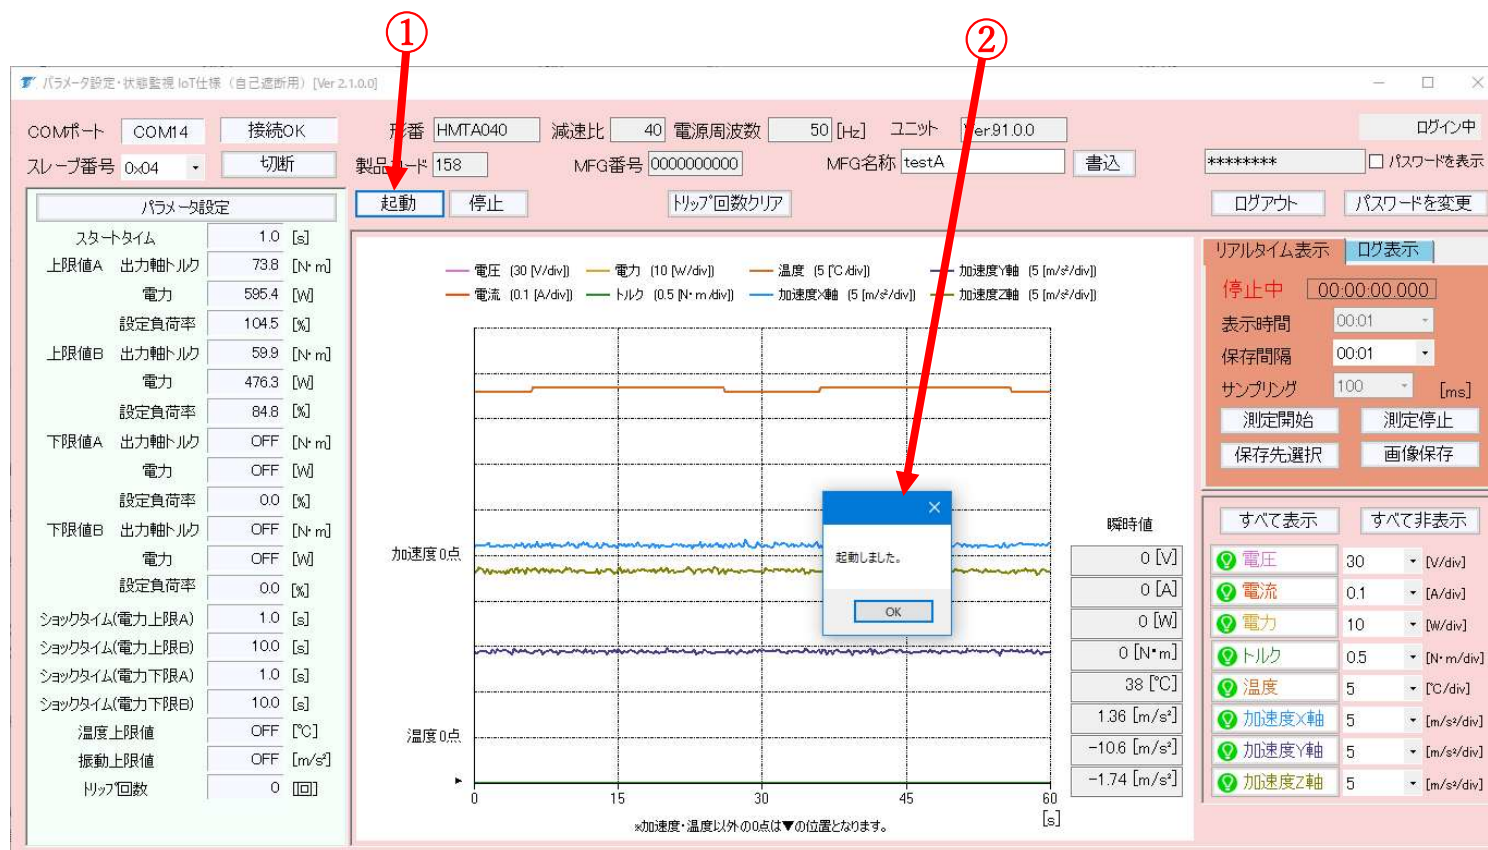 ① ②
パラメータ設定・状態監視 IoT仕様（自己遮断用）[Ver 2.1.0.0]
COMポート COM14 接続OK 形番 HMTA040 減速比 40 電源周波数 50 [Hz] ユニット Ver.91.0.0 ログイン中
スレーブ番号 0x04 切断 製品コード 158 MFG番号 0000000000 MFG名称 testA 書込 ******** パスワードを表示
パラメータ設定 起動 停止 トリップ回数クリア ログアウト パスワードを変更
スタートタイム 1.0 [s]
上限値A 出力軸トルク 73.8 [N・m]
電力 595.4 [W]
設定負荷率 104.5 [%]
上限値B 出力軸トルク 59.9 [N・m]
電力 476.3 [W]
設定負荷率 84.8 [%]
下限値A 出力軸トルク OFF [N・m]
電力 OFF [W]
設定負荷率 0.0 [%]
下限値B 出力軸トルク OFF [N・m]
電力 OFF [W]
設定負荷率 0.0 [%]
ショックタイム(電力上限A) 1.0 [s]
ショックタイム(電力上限B) 10.0 [s]
ショックタイム(電力下限A) 1.0 [s]
ショックタイム(電力下限B) 10.0 [s]
温度上限値 OFF [℃]
振動上限値 OFF [m/s²]
トリップ回数 0 [回]
電圧 (30 [V/div]) 電力 (10 [W/div]) 温度 (5 [℃/div]) 加速度Y軸 (5 [m/s²/div])
電流 (0.1 [A/div]) トルク (0.5 [N・m/div]) 加速度X軸 (5 [m/s²/div]) 加速度Z軸 (5 [m/s²/div])
加速度0点
温度0点
0 15 30 45 60
[s]
※加速度・温度以外の0点は▼の位置となります。
起動しました。
OK
瞬時値
0 [V]
0 [A]
0 [W]
0 [N・m]
38 [℃]
1.36 [m/s²]
-10.6 [m/s²]
-1.74 [m/s²]
リアルタイム表示 ログ表示
停止中 00:00:00.000
表示時間 00:01
保存間隔 00:01
サンプリング 100 [ms]
測定開始 測定停止
保存先選択 画像保存
すべて表示 すべて非表示
電圧 30 [V/div]
電流 0.1 [A/div]
電力 10 [W/div]
トルク 0.5 [N・m/div]
温度 5 [℃/div]
加速度X軸 5 [m/s²/div]
加速度Y軸 5 [m/s²/div]
加速度Z軸 5 [m/s²/div]